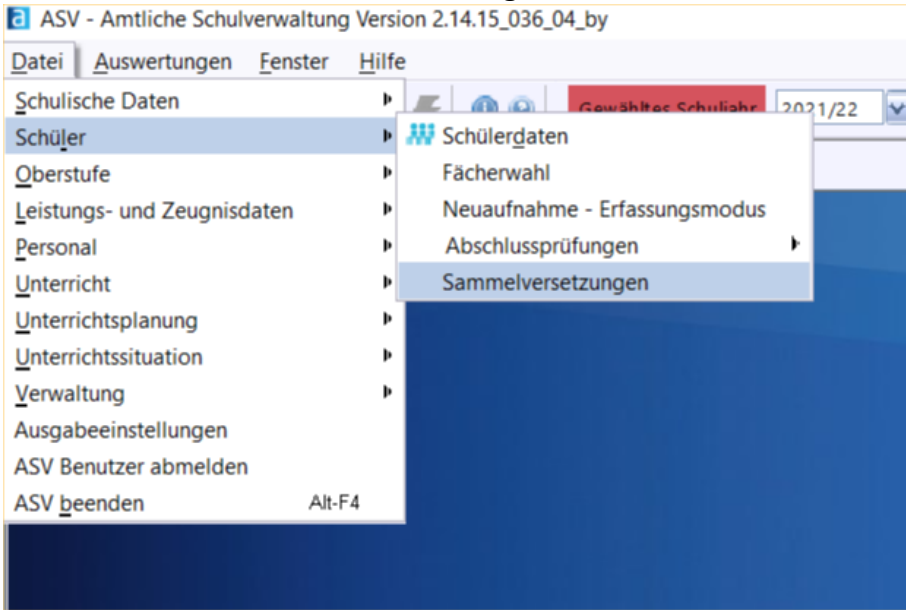 ASV - Amtliche Schulverwaltung Version 2.14.15_036_04_by
Datei Auswertungen Fenster Hilfe
Gewähltes Schuljahr 2021/22
Schulische Daten
Schüler
Oberstufe
Leistungs- und Zeugnisdaten
Personal
Unterricht
Unterrichtsplanung
Unterrichtssituation
Verwaltung
Ausgabeeinstellungen
ASV Benutzer abmelden
ASV beenden Alt-F4
Schülerdaten
Fächerwahl
Neuaufnahme - Erfassungsmodus
Abschlussprüfungen
Sammelversetzungen